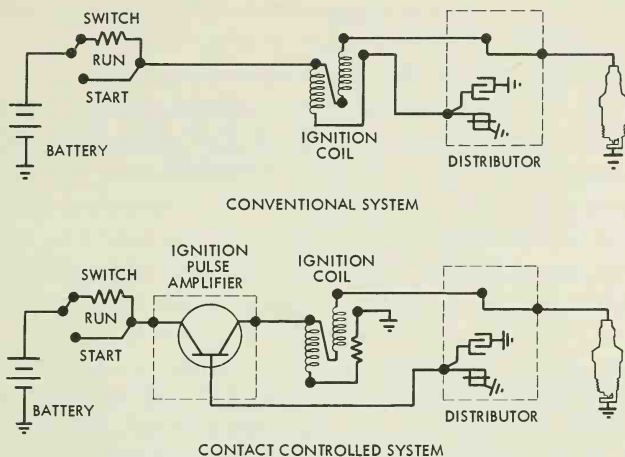 SWITCH
RUN
START
BATTERY
IGNITION
COIL
DISTRIBUTOR
CONVENTIONAL SYSTEM
IGNITION
PULSE
AMPLIFIER
IGNITION
COIL
SWITCH
RUN
START
BATTERY
DISTRIBUTOR
CONTACT CONTROLLED SYSTEM